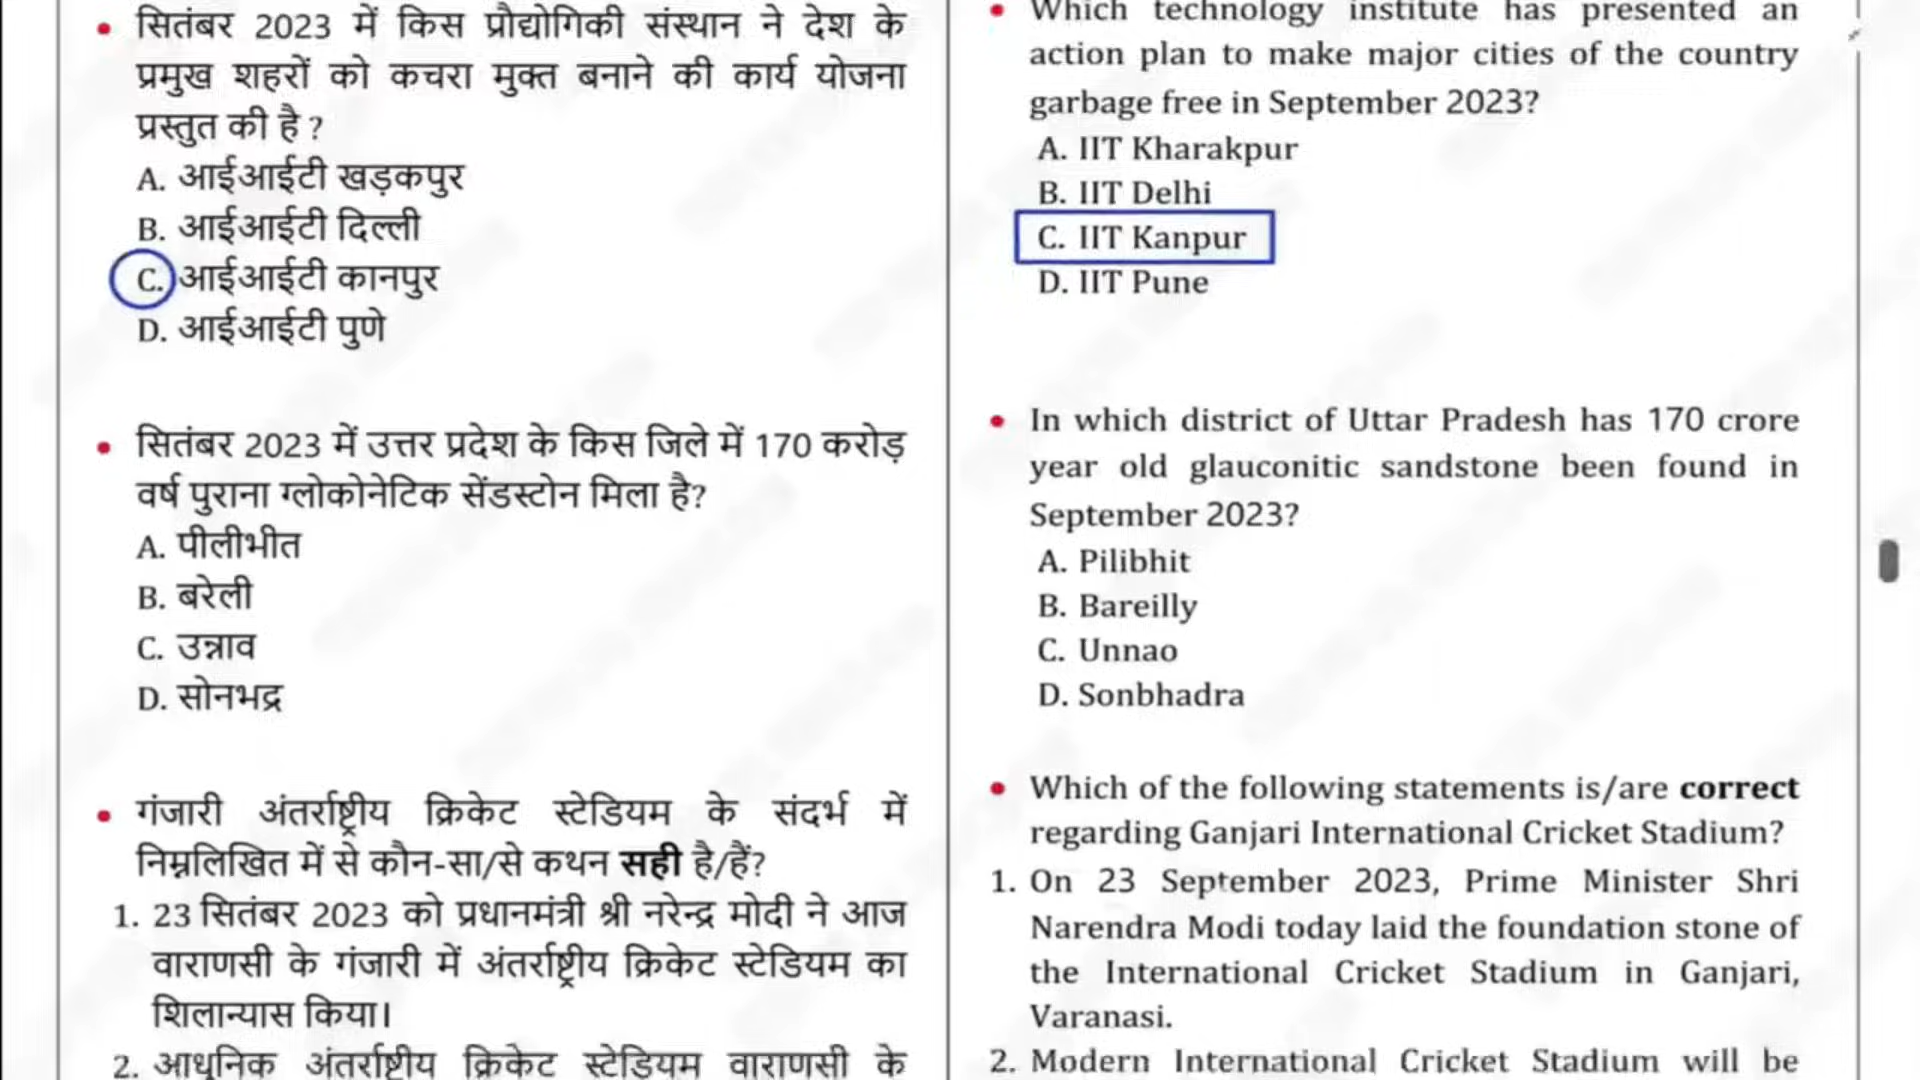 सितंबर 2023 में किस प्रौद्योगिकी संस्थान ने देश के
प्रमुख शहरों को कचरा मुक्त बनाने की कार्य योजना
प्रस्तुत की है ?
A. आईआईटी खड़कपुर
B. आईआईटी दिल्ली
C. आईआईटी कानपुर
D. आईआईटी पुणे
सितंबर 2023 में उत्तर प्रदेश के किस जिले में 170 करोड़
वर्ष पुराना ग्लोकोनेटिक सेंडस्टोन मिला है?
A. पीलीभीत
B. बरेली
C. उन्नाव
D. सोनभद्र
गंजारी अंतर्राष्ट्रीय क्रिकेट स्टेडियम के संदर्भ में
निम्नलिखित में से कौन-सा/से कथन सही है/हैं?
1. 23 सितंबर 2023 को प्रधानमंत्री श्री नरेन्द्र मोदी ने आज
वाराणसी के गंजारी में अंतर्राष्ट्रीय क्रिकेट स्टेडियम का
शिलान्यास किया।
2. आधुनिक अंतर्राष्ट्रीय क्रिकेट स्टेडियम वाराणसी के
Which technology institute has presented an
action plan to make major cities of the country
garbage free in September 2023?
A. IIT Kharakpur
B. IIT Delhi
C. IIT Kanpur
D. IIT Pune
In which district of Uttar Pradesh has 170 crore
year old glauconitic sandstone been found in
September 2023?
A. Pilibhit
B. Bareilly
C. Unnao
D. Sonbhadra
Which of the following statements is/are correct
regarding Ganjari International Cricket Stadium?
1. On 23 September 2023, Prime Minister Shri
Narendra Modi today laid the foundation stone of
the International Cricket Stadium in Ganjari,
Varanasi.
2. Modern International Cricket Stadium will be